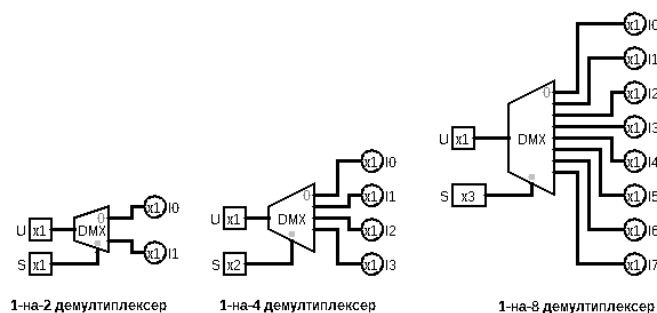 0 x1 I0
x1 I1
x1 I2
DMX x1 I3
U x1
x1 I4
S x3 x1 I5
x1 I6
x1 I7
0 x1 I0
x1 I1
U x1 DMX
x1 I2
S x2 x1 I3
0 x1 I0
U x1 DMX
x1 I1
S x1
1-на-2 демултиплексер
1-на-4 демултиплексер
1-на-8 демултиплексер